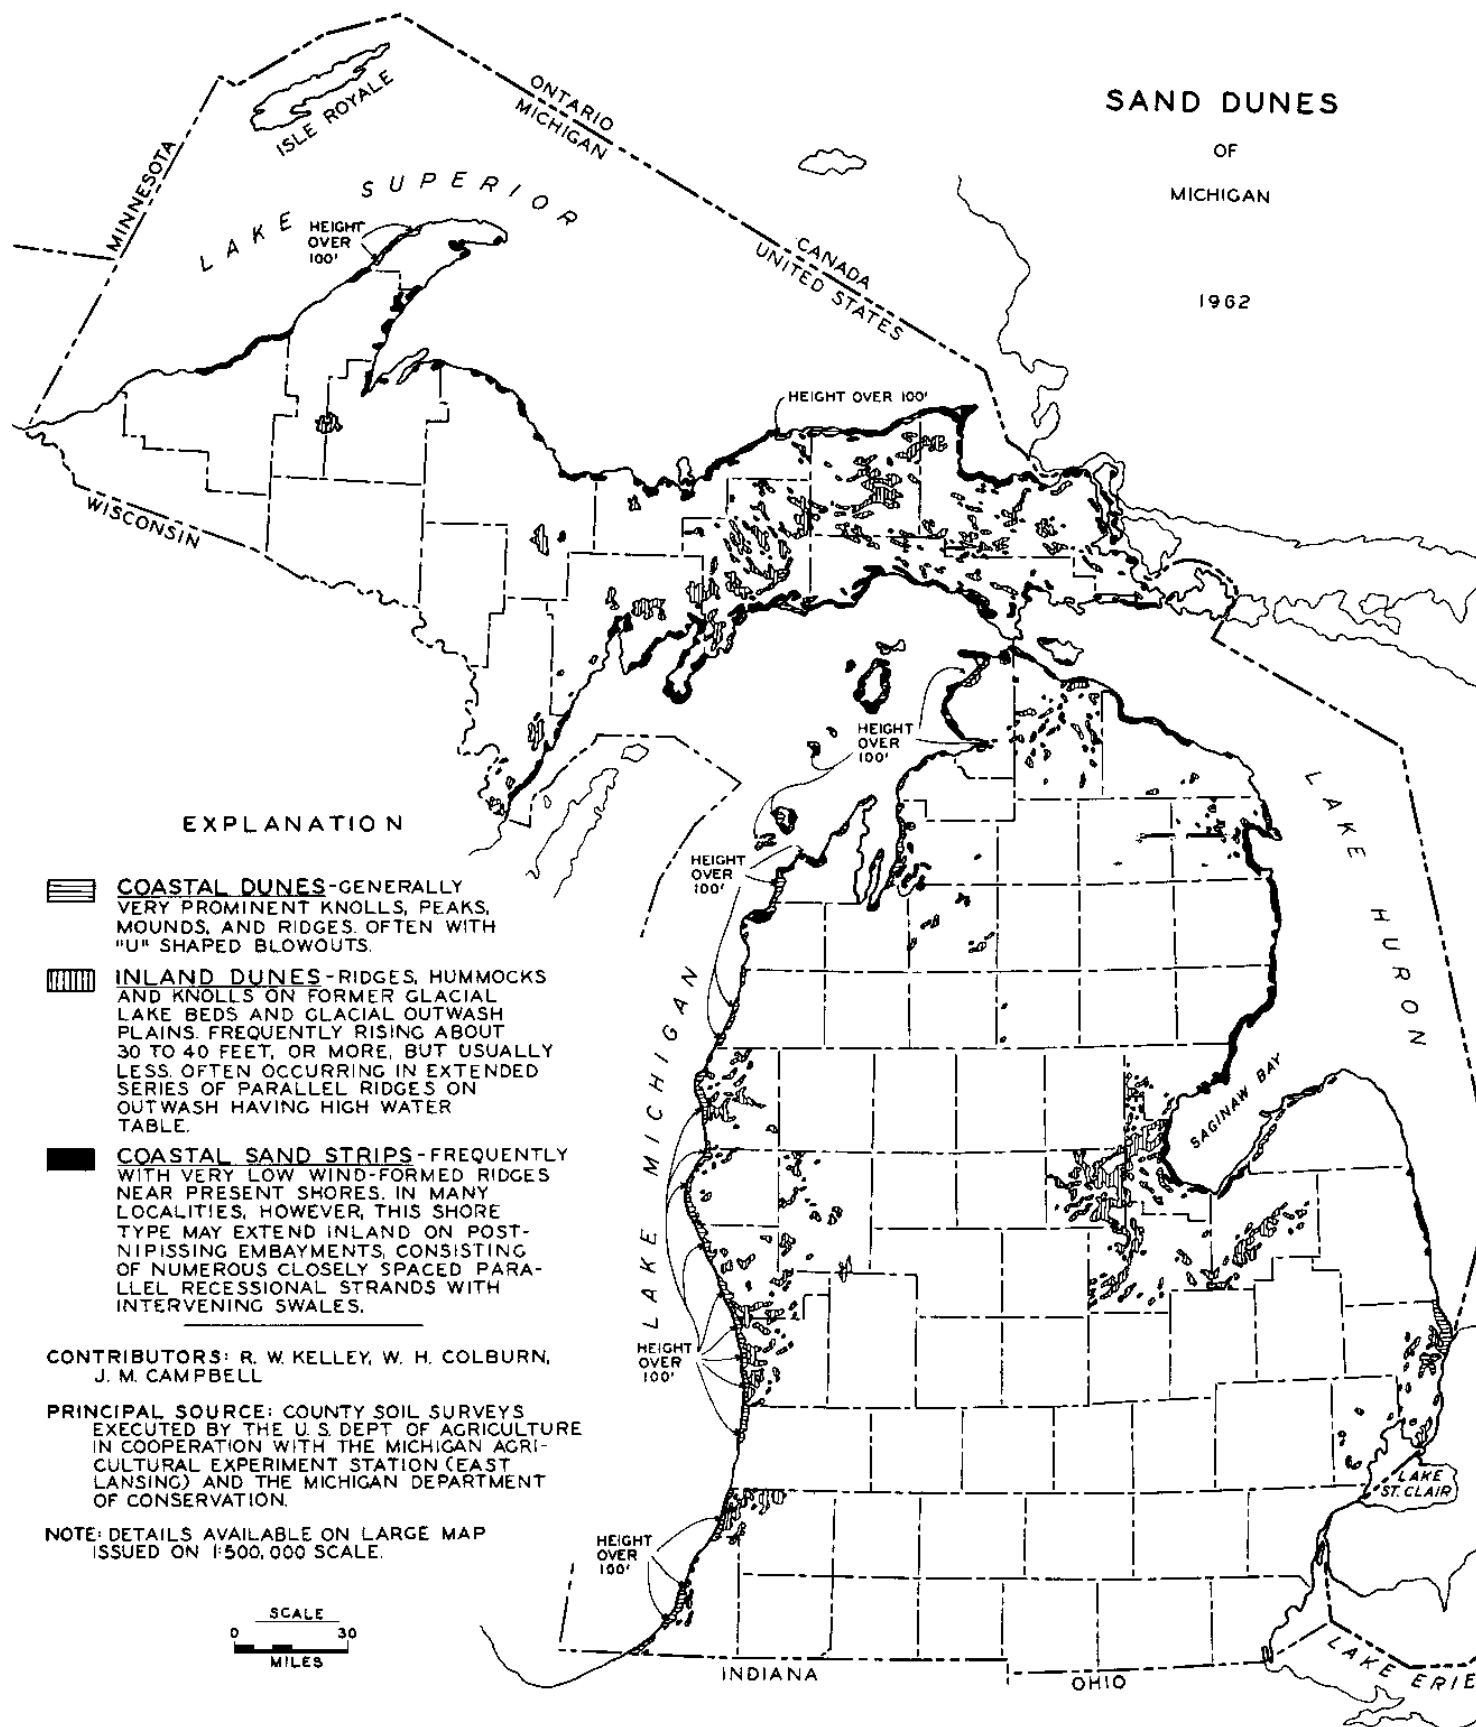 SAND DUNES
OF
MICHIGAN
1962
ONTARIO
MICHIGAN
ISLE ROYALE
MINNESOTA
LAKE SUPERIOR
HEIGHT
OVER
100'
CANADA
UNITED STATES
HEIGHT OVER 100'
WISCONSIN
HEIGHT
OVER
100'
LAKE HURON
HEIGHT
OVER
100'
LAKE MICHIGAN
SAGINAW BAY
HEIGHT
OVER
100'
LAKE
ST. CLAIR
HEIGHT
OVER
100'
LAKE ERIE
INDIANA
OHIO
EXPLANATION
COASTAL DUNES-GENERALLY
VERY PROMINENT KNOLLS, PEAKS,
MOUNDS, AND RIDGES. OFTEN WITH
"U" SHAPED BLOWOUTS.
INLAND DUNES-RIDGES, HUMMOCKS
AND KNOLLS ON FORMER GLACIAL
LAKE BEDS AND GLACIAL OUTWASH
PLAINS. FREQUENTLY RISING ABOUT
30 TO 40 FEET, OR MORE, BUT USUALLY
LESS. OFTEN OCCURRING IN EXTENDED
SERIES OF PARALLEL RIDGES ON
OUTWASH HAVING HIGH WATER
TABLE.
COASTAL SAND STRIPS-FREQUENTLY
WITH VERY LOW WIND-FORMED RIDGES
NEAR PRESENT SHORES. IN MANY
LOCALITIES, HOWEVER, THIS SHORE
TYPE MAY EXTEND INLAND ON POST-
NIPISSING EMBAYMENTS, CONSISTING
OF NUMEROUS CLOSELY SPACED PARA-
LLEL RECESSIONAL STRANDS WITH
INTERVENING SWALES.
CONTRIBUTORS: R. W. KELLEY, W. H. COLBURN,
J. M. CAMPBELL
PRINCIPAL SOURCE: COUNTY SOIL SURVEYS
EXECUTED BY THE U. S. DEPT OF AGRICULTURE
IN COOPERATION WITH THE MICHIGAN AGRI-
CULTURAL EXPERIMENT STATION (EAST
LANSING) AND THE MICHIGAN DEPARTMENT
OF CONSERVATION.
NOTE: DETAILS AVAILABLE ON LARGE MAP
ISSUED ON 1:500,000 SCALE.
SCALE
0 30
MILES